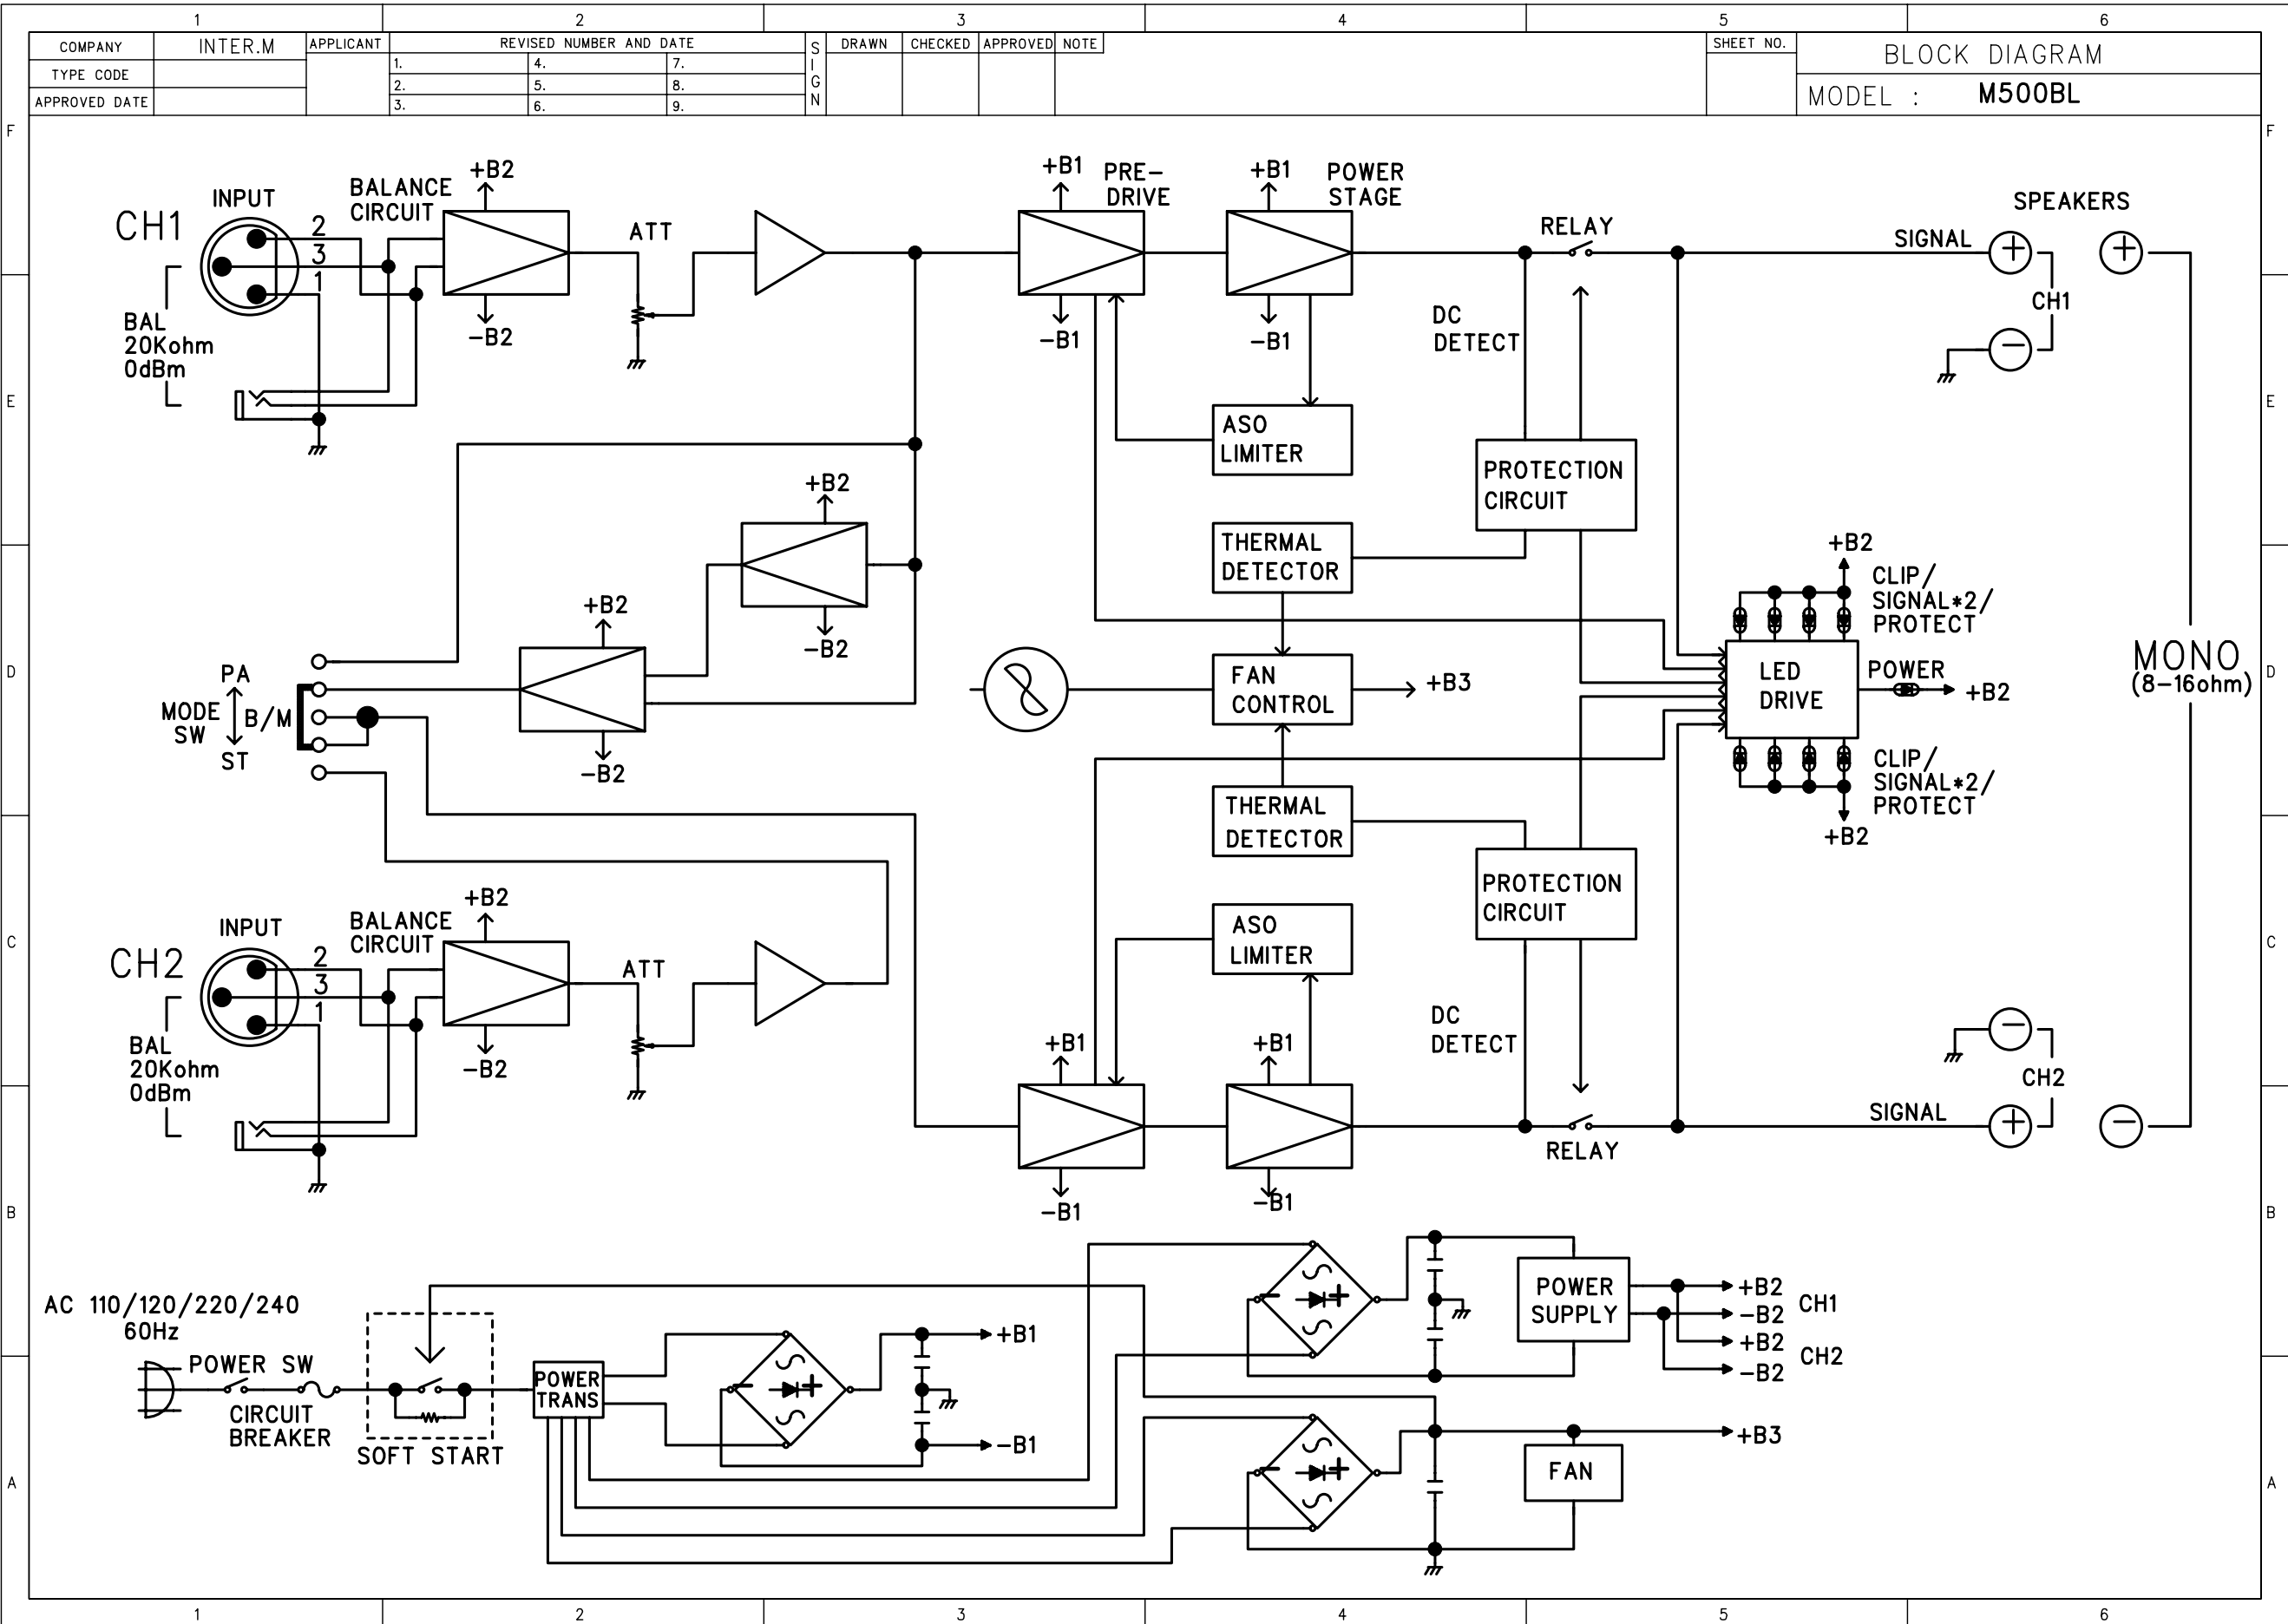 1 2 3 4 5 6
COMPANY INTER.M APPLICANT REVISED NUMBER AND DATE SIGN DRAWN CHECKED APPROVED NOTE SHEET NO. BLOCK DIAGRAM
TYPE CODE 1. 4. 7.
2. 5. 8.
APPROVED DATE 3. 6. 9. MODEL : M500BL
F F
+B2 +B1 PRE-DRIVE +B1 POWER STAGE
INPUT BALANCE CIRCUIT
CH1 2 3 1 ATT RELAY SIGNAL SPEAKERS
+ +
CH1
−
BAL
20Kohm
0dBm
−B2 −B1 −B1
DC
DETECT
E E
ASO
LIMITER
PROTECTION
CIRCUIT
+B2
−B2
THERMAL
DETECTOR
+B2
−B2
+B2
CLIP/
SIGNAL*2/
PROTECT
D D
PA
MODE
SW
B/M
ST
FAN
CONTROL
+B3
LED
DRIVE
POWER
+B2
MONO
(8-16ohm)
CLIP/
SIGNAL*2/
PROTECT
+B2
THERMAL
DETECTOR
PROTECTION
CIRCUIT
+B2
INPUT BALANCE CIRCUIT
C C
CH2 2 3 1 ATT
ASO
LIMITER
BAL
20Kohm
0dBm
−B2
+B1 +B1
DC
DETECT
−
CH2
SIGNAL + −
RELAY
−B1 −B1
B B
AC 110/120/220/240
60Hz
POWER SW
CIRCUIT
BREAKER
SOFT START
POWER
TRANS
− +
+B1
−B1
− +
POWER
SUPPLY
+B2
−B2
CH1
+B2
−B2
CH2
− +
+B3
FAN
A A
1 2 3 4 5 6